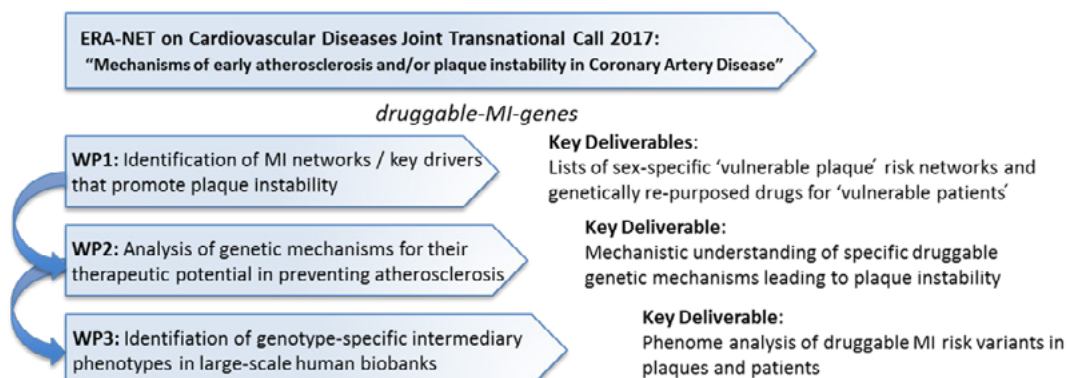 ERA-NET on Cardiovascular Diseases Joint Transnational Call 2017:
“Mechanisms of early atherosclerosis and/or plaque instability in Coronary Artery Disease”
druggable-MI-genes
WP1: Identification of MI networks / key drivers
that promote plaque instability
Key Deliverables:
Lists of sex-specific ‘vulnerable plaque´ risk networks and
genetically re-purposed drugs for ‘vulnerable patients´
WP2: Analysis of genetic mechanisms for their
therapeutic potential in preventing atherosclerosis
Key Deliverable:
Mechanistic understanding of specific druggable
genetic mechanisms leading to plaque instability
WP3: Identifiation of genotype-specific intermediary
phenotypes in large-scale human biobanks
Key Deliverable:
Phenome analysis of druggable MI risk variants in
plaques and patients